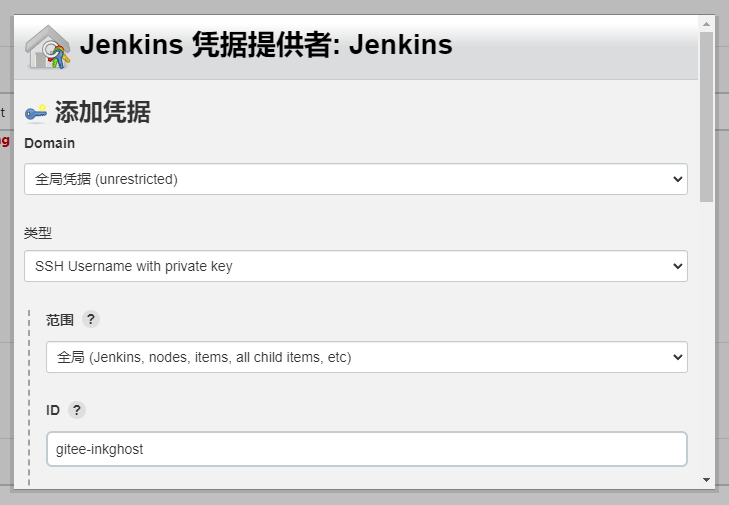 Jenkins 凭据提供者: Jenkins
添加凭据
t
Domain
ng
全局凭据 (unrestricted)
类型
SSH Username with private key
范围 ?
全局 (Jenkins, nodes, items, all child items, etc)
ID ?
gitee-inkghost